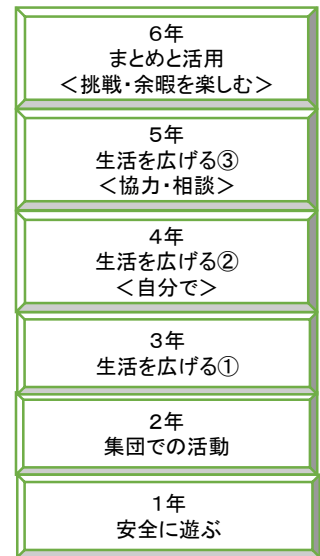 ６年
まとめと活用
＜挑戦・余暇を楽しむ＞
５年
生活を広げる③
＜協力・相談＞
４年
生活を広げる②
＜自分で＞
３年
生活を広げる①
２年
集団での活動
１年
安全に遊ぶ